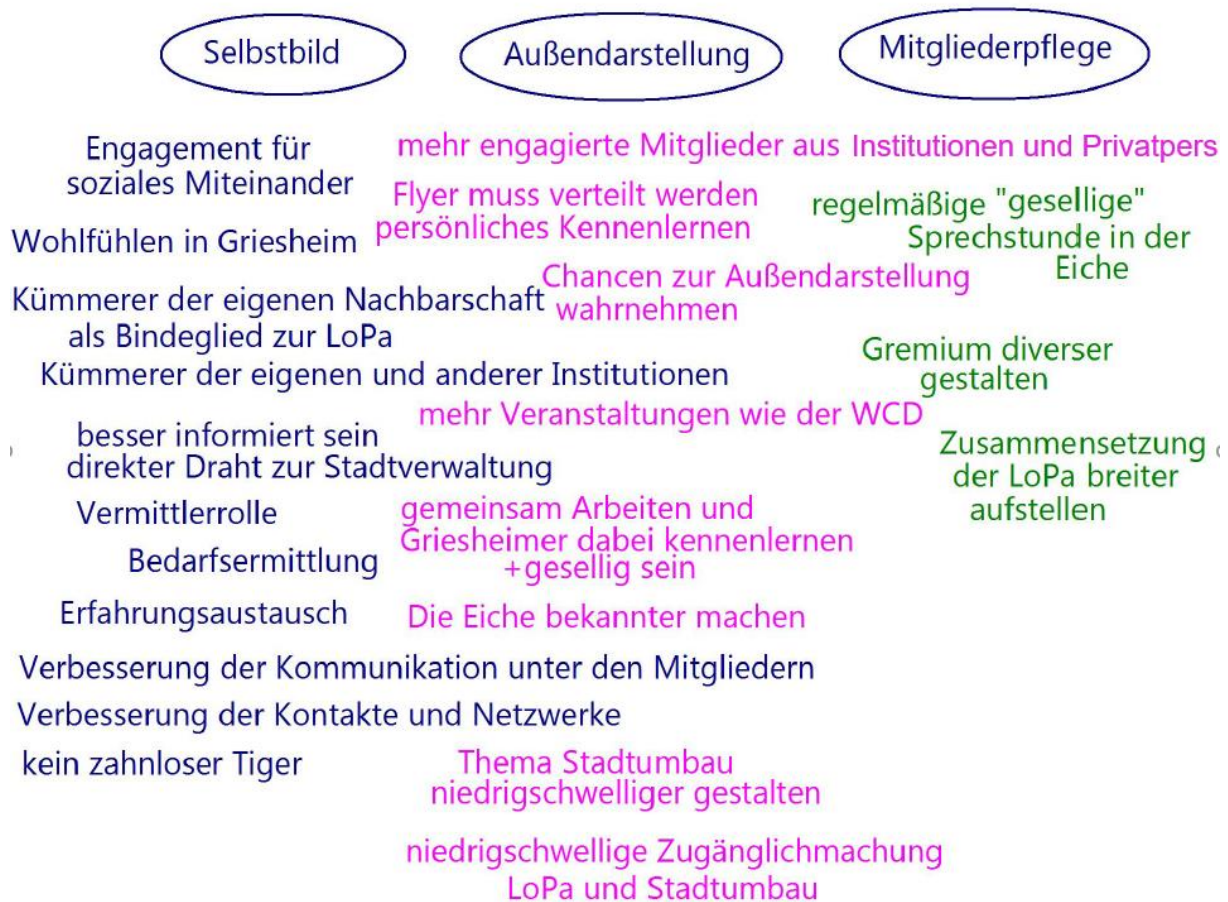 Selbstbild
Außendarstellung
Mitgliederpflege
Engagement für
soziales Miteinander
Wohlfühlen in Griesheim
Kümmerer der eigenen Nachbarschaft
als Bindeglied zur LoPa
Kümmerer der eigenen und anderer Institutionen
besser informiert sein
direkter Draht zur Stadtverwaltung
Vermittlerrolle
Bedarfsermittlung
Erfahrungsaustausch
Verbesserung der Kommunikation unter den Mitgliedern
Verbesserung der Kontakte und Netzwerke
kein zahnloser Tiger
mehr engagierte Mitglieder aus Institutionen und Privatpers
Flyer muss verteilt werden
persönliches Kennenlernen
Chancen zur Außendarstellung
wahrnehmen
mehr Veranstaltungen wie der WCD
gemeinsam Arbeiten und
Griesheimer dabei kennenlernen
+gesellig sein
Die Eiche bekannter machen
Thema Stadtumbau
niedrigschwelliger gestalten
niedrigschwellige Zugänglichmachung
LoPa und Stadtumbau
regelmäßige "gesellige"
Sprechstunde in der
Eiche
Gremium diverser
gestalten
Zusammensetzung
der LoPa breiter
aufstellen